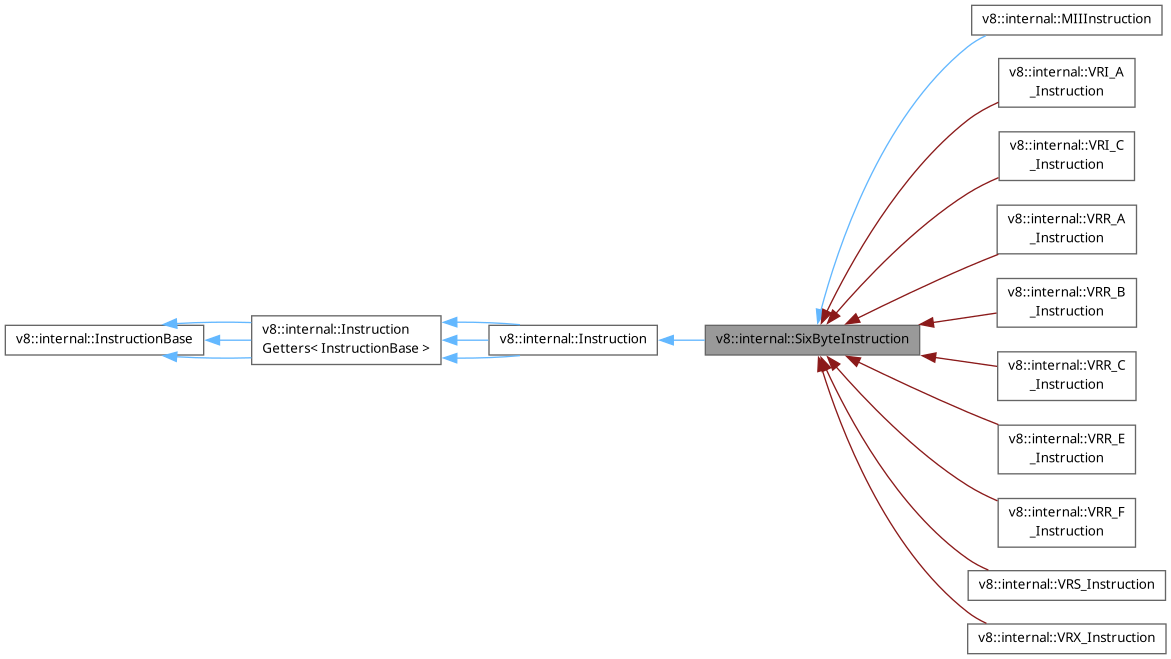 v8::internal::MIIInstruction
v8::internal::VRI_A
_Instruction
v8::internal::VRI_C
_Instruction
v8::internal::VRR_A
_Instruction
v8::internal::VRR_B
_Instruction
v8::internal::InstructionBase
v8::internal::Instruction
Getters< InstructionBase >
v8::internal::Instruction
v8::internal::SixByteInstruction
v8::internal::VRR_C
_Instruction
v8::internal::VRR_E
_Instruction
v8::internal::VRR_F
_Instruction
v8::internal::VRS_Instruction
v8::internal::VRX_Instruction